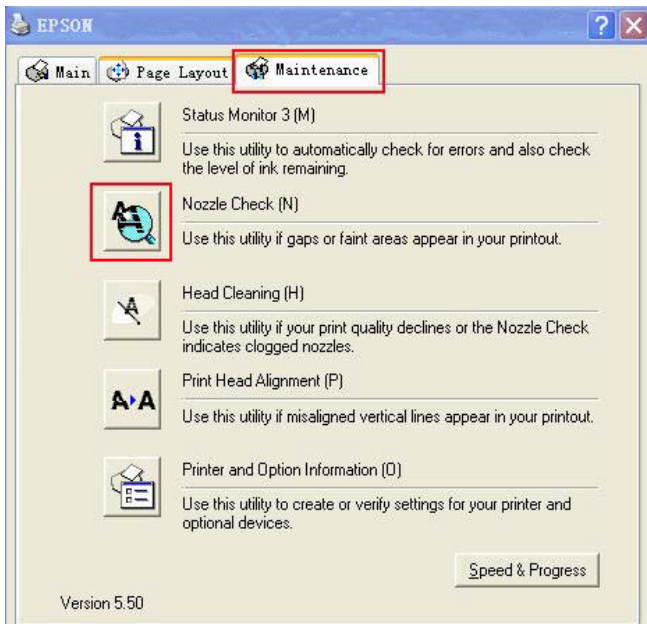 EPSON
Main
Page Layout
Maintenance
Status Monitor 3 (M)
Use this utility to automatically check for errors and also check
the level of ink remaining.
Nozzle Check (N)
Use this utility if gaps or faint areas appear in your printout.
Head Cleaning (H)
Use this utility if your print quality declines or the Nozzle Check
indicates clogged nozzles.
Print Head Alignment (P)
Use this utility if misaligned vertical lines appear in your printout.
Printer and Option Information (O)
Use this utility to create or verify settings for your printer and
optional devices.
Speed & Progress
Version 5.50